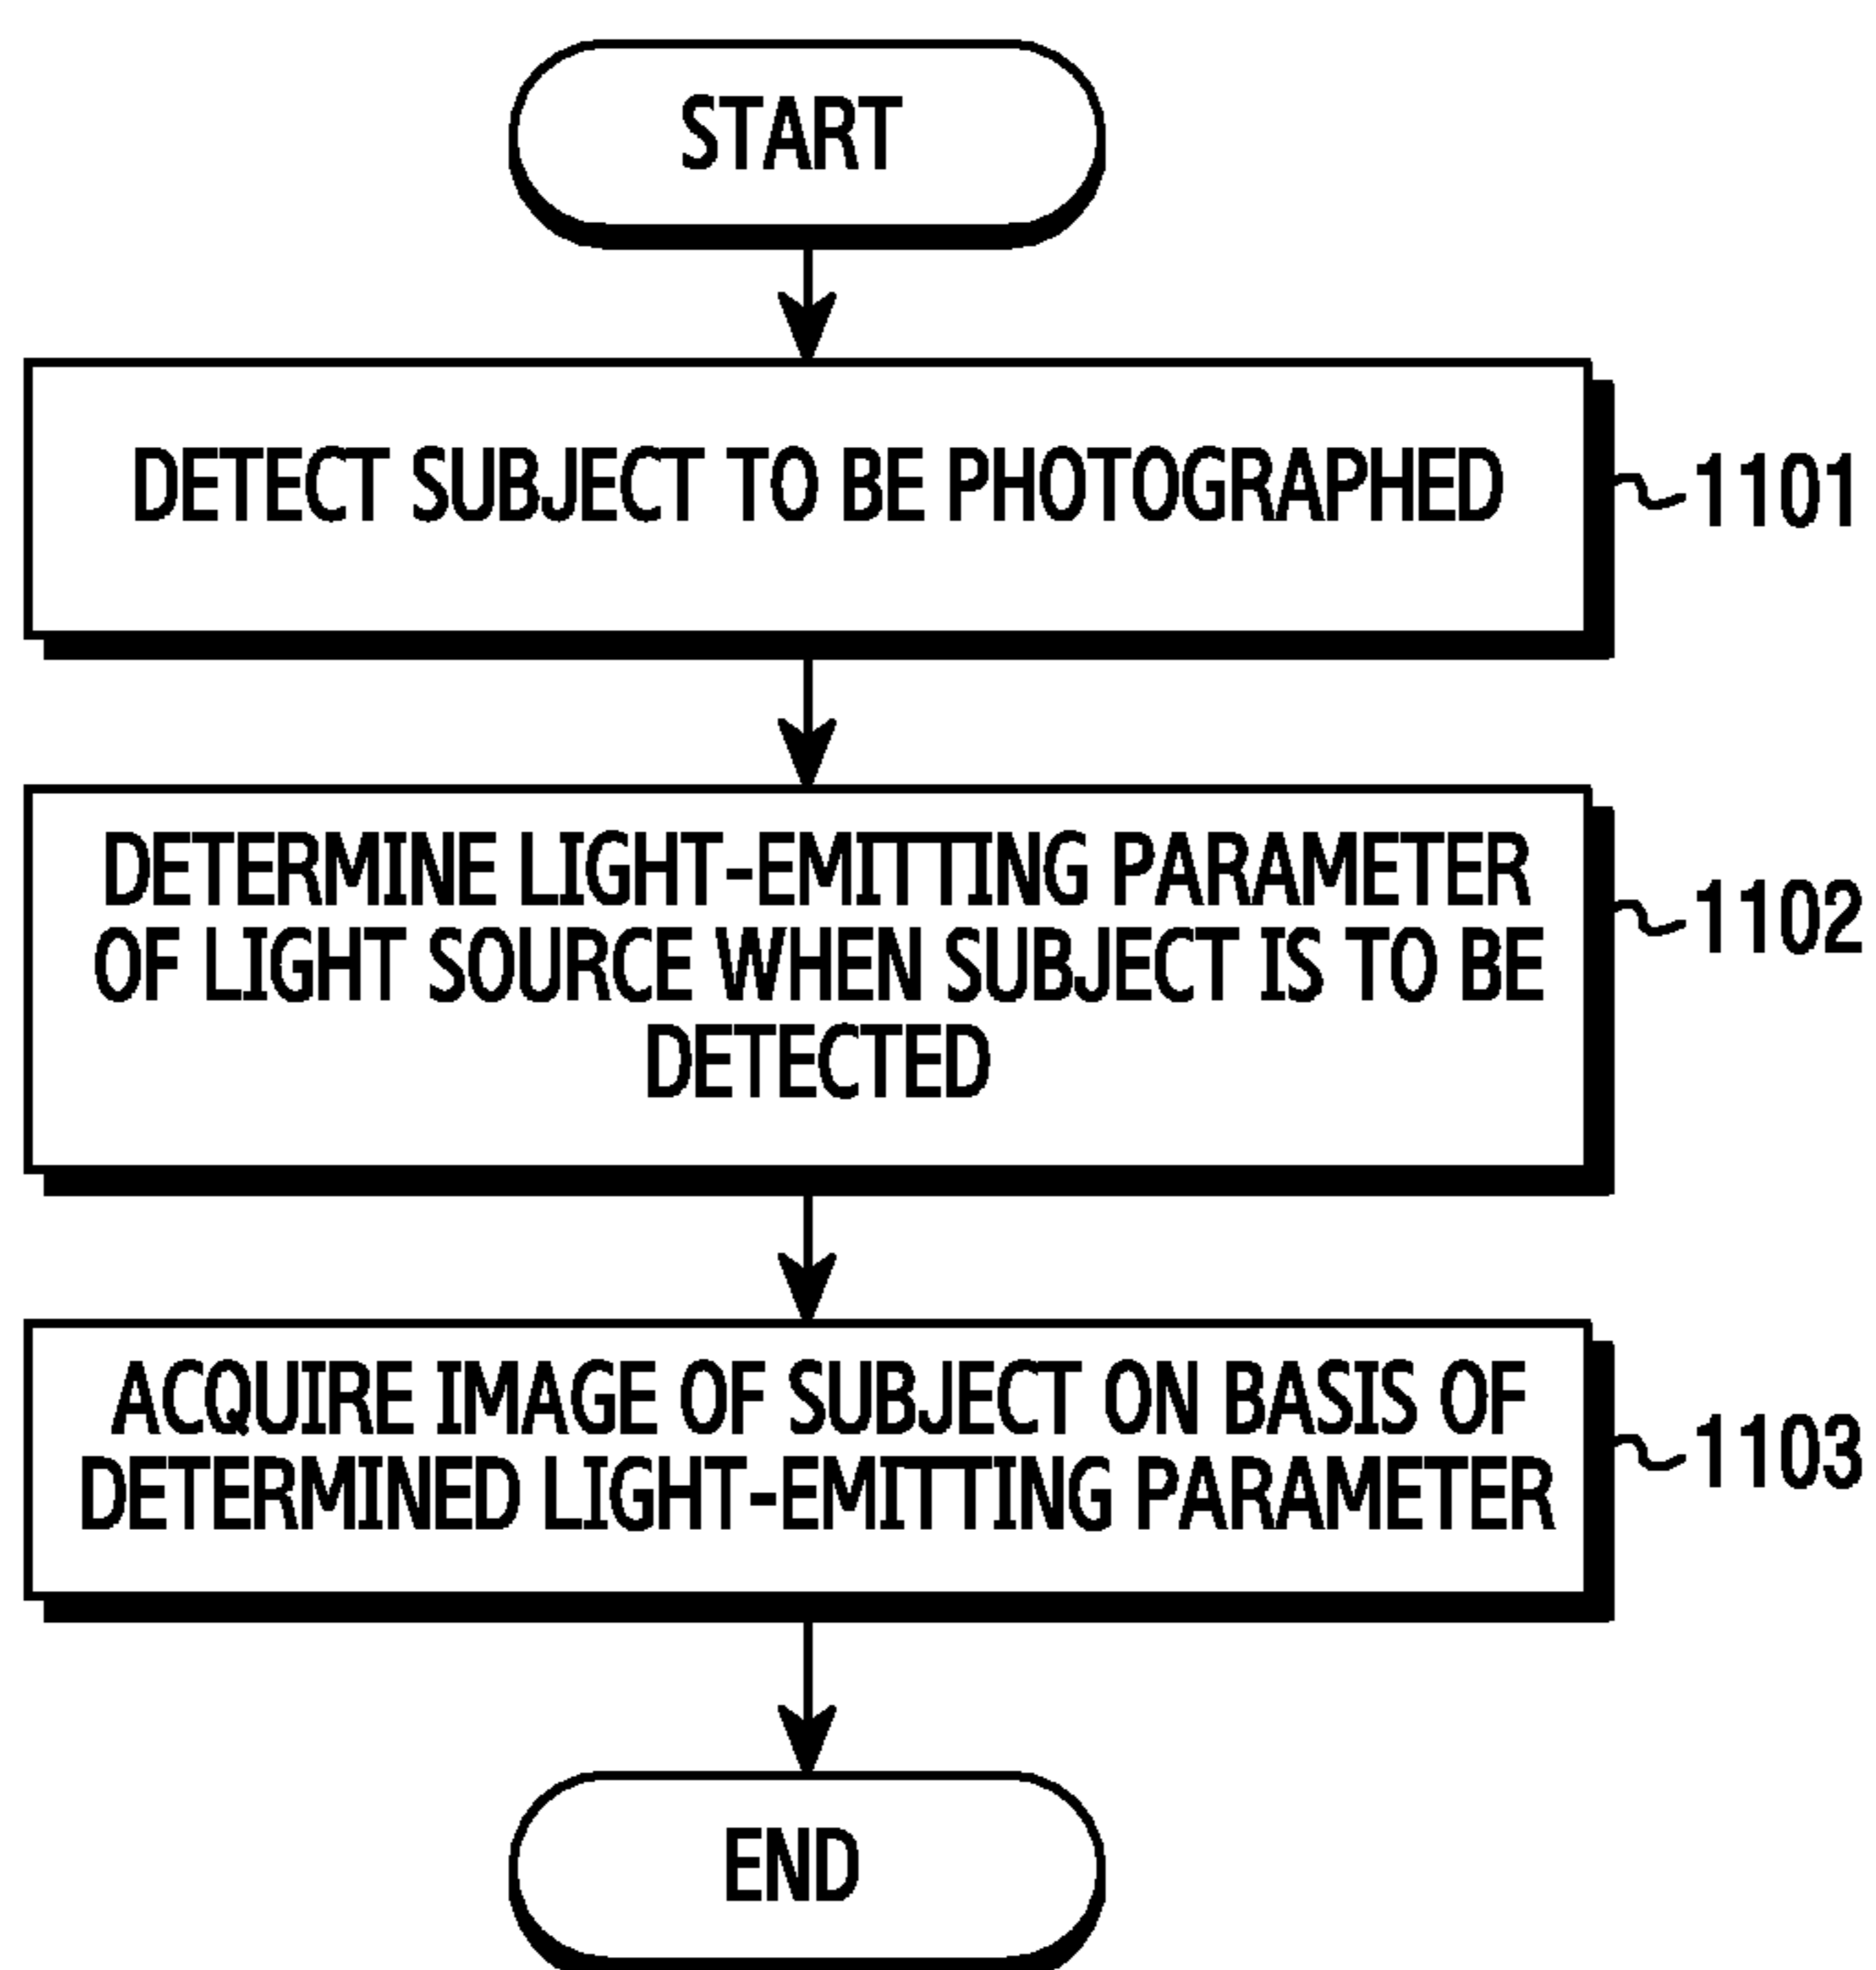 START
DETECT SUBJECT TO BE PHOTOGRAPHED
1101
DETERMINE LIGHT-EMITTING PARAMETER
OF LIGHT SOURCE WHEN SUBJECT IS TO BE
DETECTED
1102
ACQUIRE IMAGE OF SUBJECT ON BASIS OF
DETERMINED LIGHT-EMITTING PARAMETER
1103
END